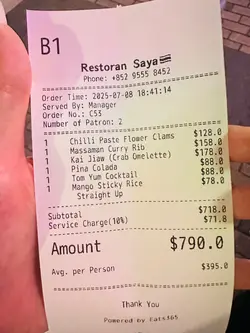 B1
Restoran Saya
Phone: +852 9555 8452
Order Time: 2025-07-08 18:41:14
Served By: Manager
Order No.: C53
Number of Patron: 2
1 Chilli Paste Flower Clams $128.0
1 Massaman Curry Rib $158.0
1 Kai Jiaw (Crab Omelette) $178.0
1 Pina Colada $88.0
1 Tom Yum Cocktail $88.0
1 Mango Sticky Rice $78.0
Straight Up
Subtotal $718.0
Service Charge(10%) $71.8
Amount $790.0
Avg. per Person $395.0
Thank You
Powered by Eats365